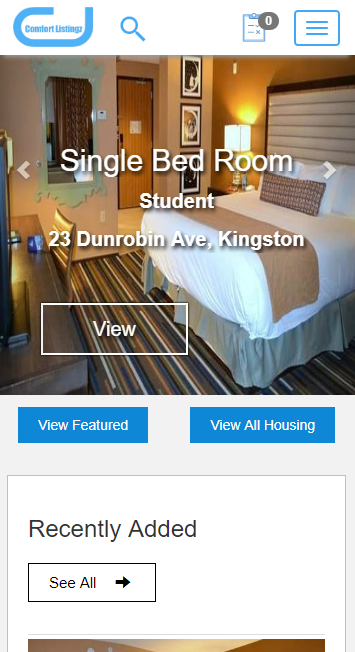 Comfort Listingz
0
Single Bed Room
Student
23 Dunrobin Ave, Kingston
View
View Featured
View All Housing
Recently Added
See All